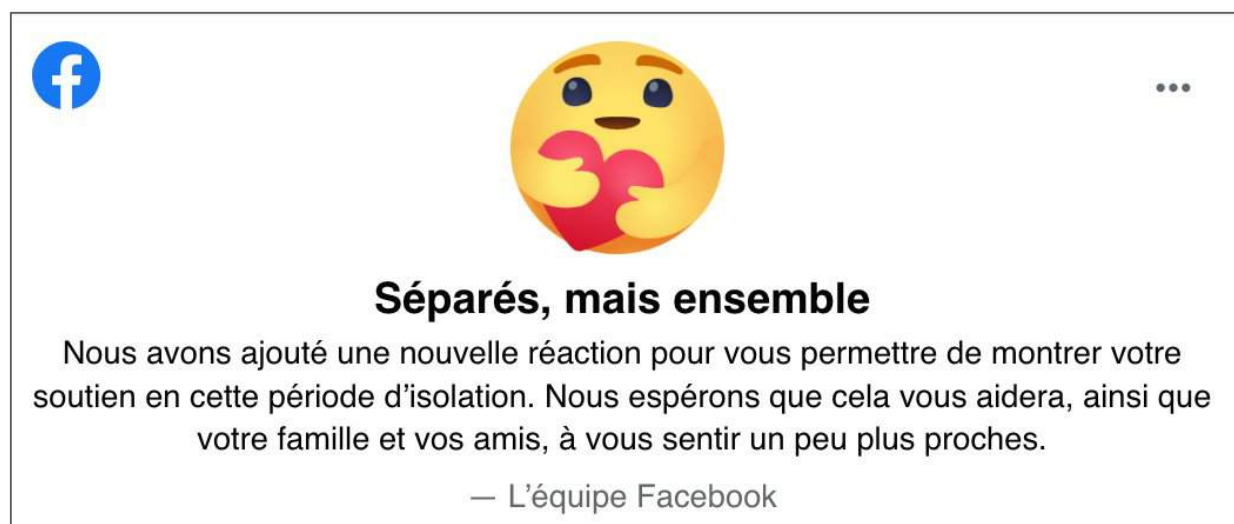 Séparés, mais ensemble
Nous avons ajouté une nouvelle réaction pour vous permettre de montrer votre
soutien en cette période d’isolation. Nous espérons que cela vous aidera, ainsi que
votre famille et vos amis, à vous sentir un peu plus proches.
— L’équipe Facebook